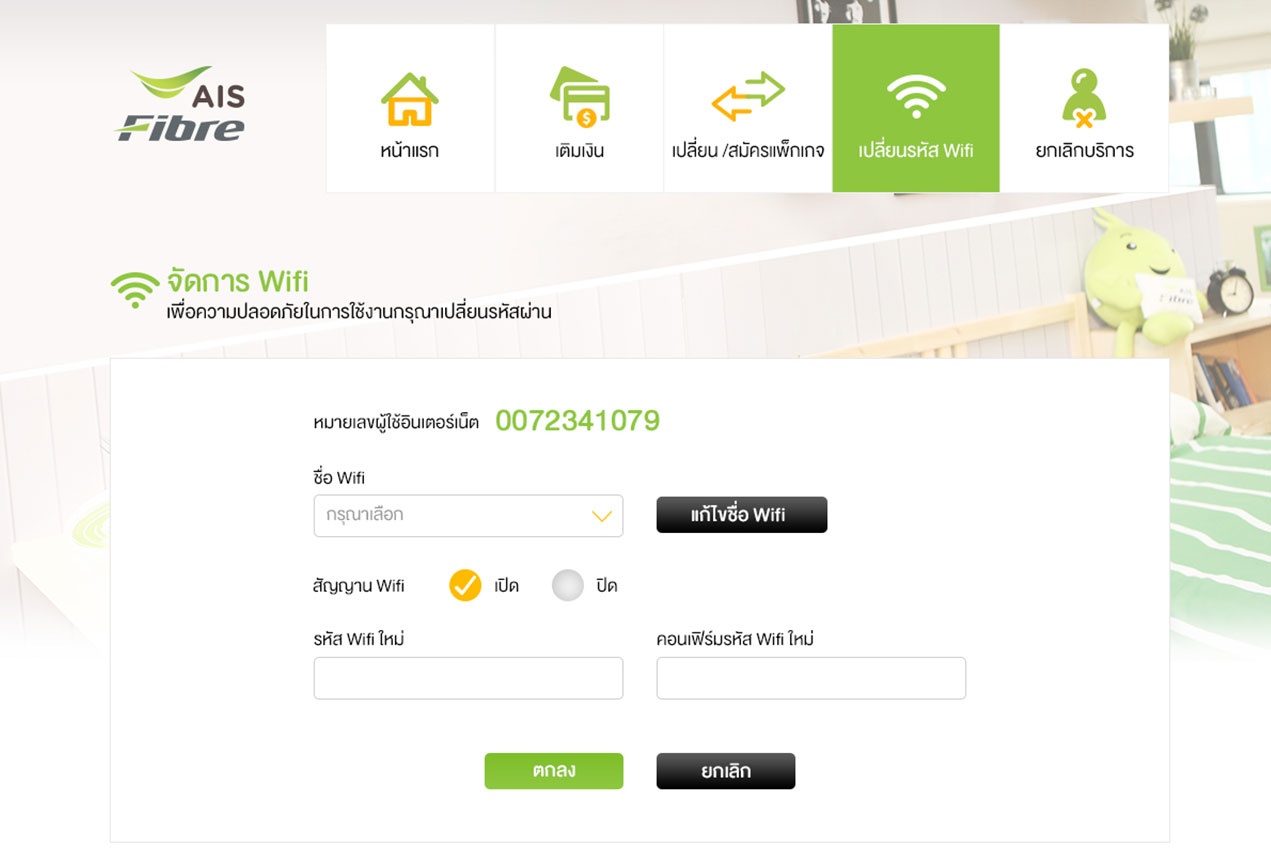 AIS
Fibre
หน้าแรก
เติมเงิน
เปลี่ยน /สมัครแพ็กเกจ
เปลี่ยนรหัส Wifi
ยกเลิกบริการ
จัดการ Wifi
เพื่อความปลอดภัยในการใช้งานกรุณาเปลี่ยนรหัสผ่าน
หมายเลขผู้ใช้อินเตอร์เน็ต 0072341079
ชื่อ Wifi
กรุณาเลือก
แก้ไขชื่อ Wifi
สัญญาน Wifi เปิด ปิด
รหัส Wifi ใหม่ คอนเฟิร์มรหัส Wifi ใหม่
ตกลง ยกเลิก